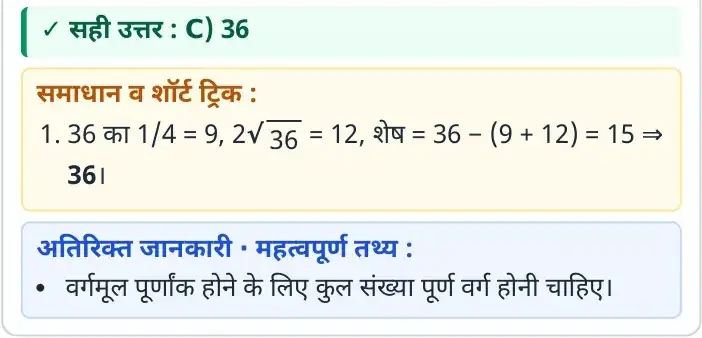 ✓ सही उत्तर : C) 36
समाधान व शॉर्ट ट्रिक :
1. 36 का 1/4 = 9, 2√36 = 12, शेष = 36 − (9 + 12) = 15 ⇒
36।
अतिरिक्त जानकारी · महत्वपूर्ण तथ्य :
• वर्गमूल पूर्णांक होने के लिए कुल संख्या पूर्ण वर्ग होनी चाहिए।